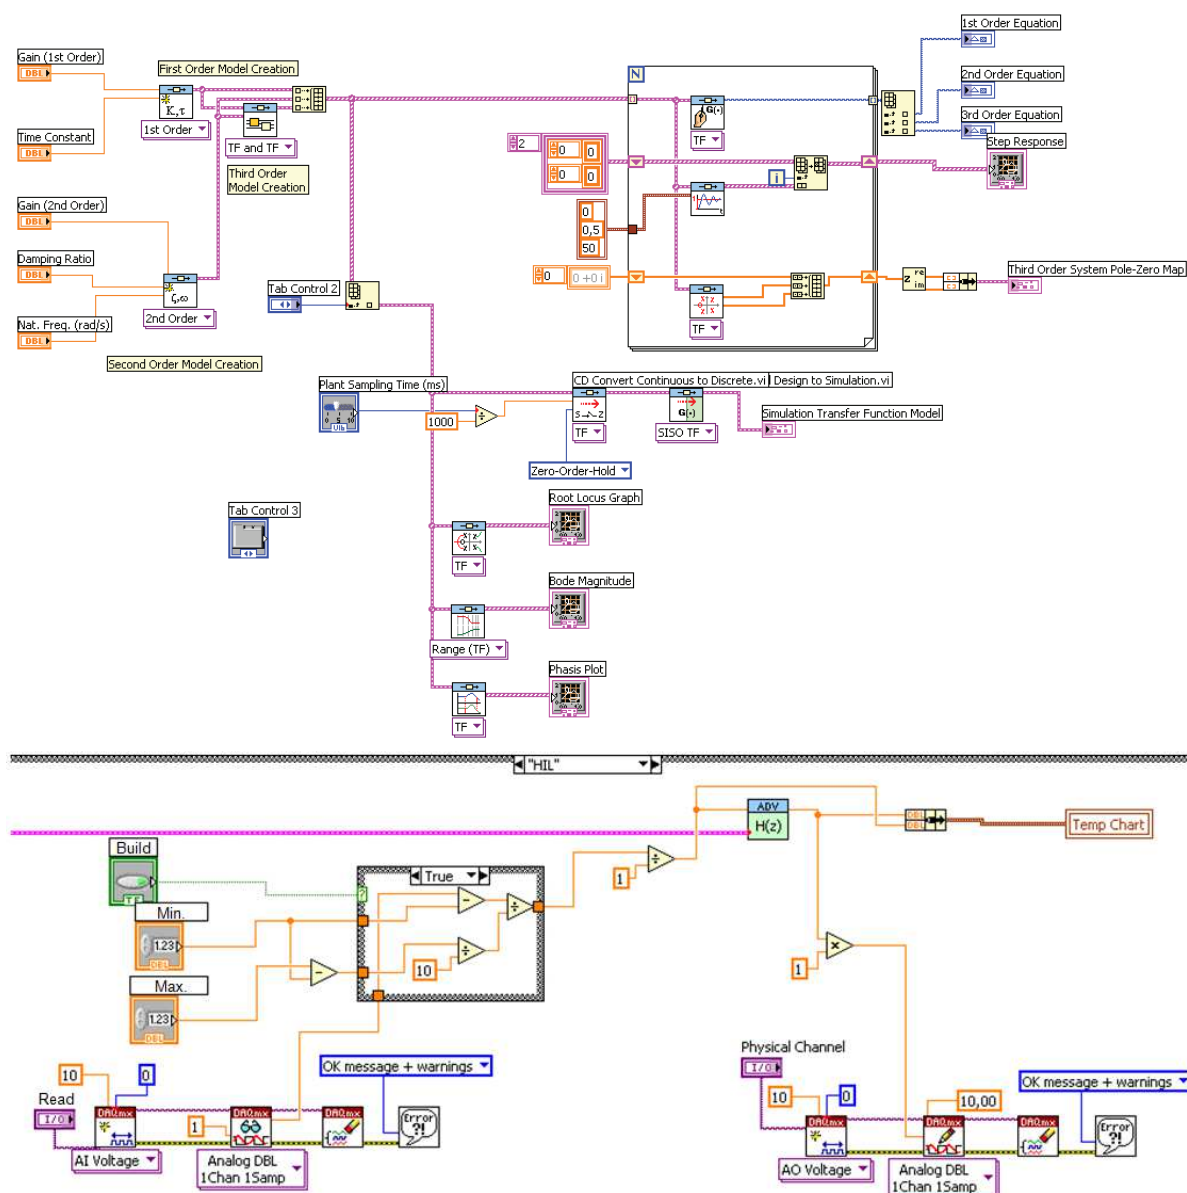 1st Order Equation
Gain (1st Order)
DBL
First Order Model Creation
N
2nd Order Equation
K,τ
G(•)
3rd Order Equation
Time Constant
DBL
1st Order
TF and TF
TF
2
0
0
0
0
Step Response
Third Order
Model Creation
i
Gain (2nd Order)
DBL
0
0,5
50
Damping Ratio
DBL
0
0 +0 i
z
re
im
Third Order System Pole-Zero Map
Tab Control 2
ζ,ω
Nat. Freq. (rad/s)
DBL
2nd Order
TF
Second Order Model Creation
Plant Sampling Time (ms)
CD Convert Continuous to Discrete.vi
Design to Simulation.vi
1000
S
Z
G(•)
Simulation Transfer Function Model
TF
SISO TF
Zero-Order-Hold
Root Locus Graph
Tab Control 3
TF
Bode Magnitude
Range (TF)
Phasis Plot
TF
"HIL"
ADV
H(z)
DBL
DBL
Temp Chart
Build
TF
True
1
Min.
1.23
DBL
10
1
Max.
1.23
DBL
Physical Channel
I/O
10
0
OK message + warnings
10
0
10,00
OK message + warnings
Read
I/O
DAQmx
1
DAQmx
DAQmx
Error
?!
DAQmx
DAQmx
DAQmx
Error
?!
AI Voltage
Analog DBL
1Chan 1Samp
AO Voltage
Analog DBL
1Chan 1Samp